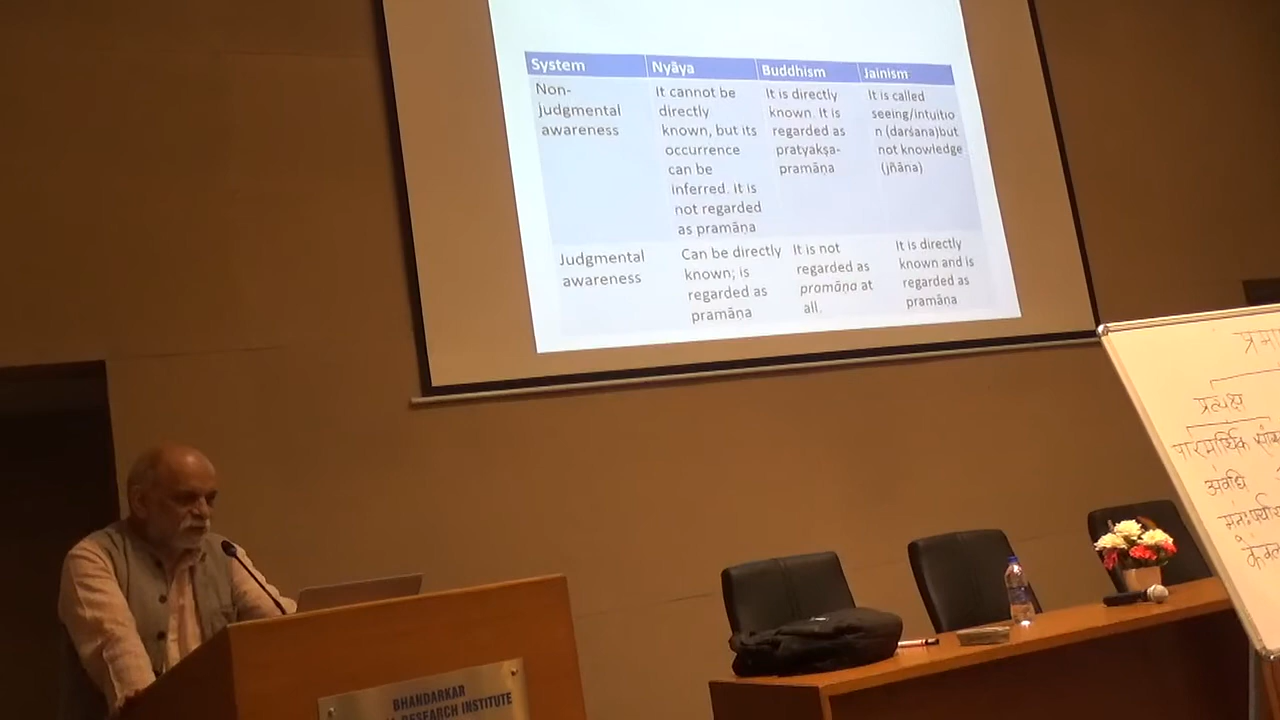 System
Nyāya
Buddhism
Jainism
Non-
judgmental
awareness
It cannot be
directly
known, but its
occurrence
can be
inferred. It is
not regarded
as pramāṇa
It is directly
known. It is
regarded as
pratyakṣa-
pramāṇa
It is called
seeing/intuitio
n (darśana)but
not knowledge
(jñāna)
Judgmental
awareness
Can be directly
known; is
regarded as
pramāṇa
It is not
regarded as
pramāṇa at
all.
It is directly
known and is
regarded as
pramāṇa
प्रत्यक्ष
पारमार्थिक
अवधि
BHANDARKAR
RESEARCH INSTITUTE